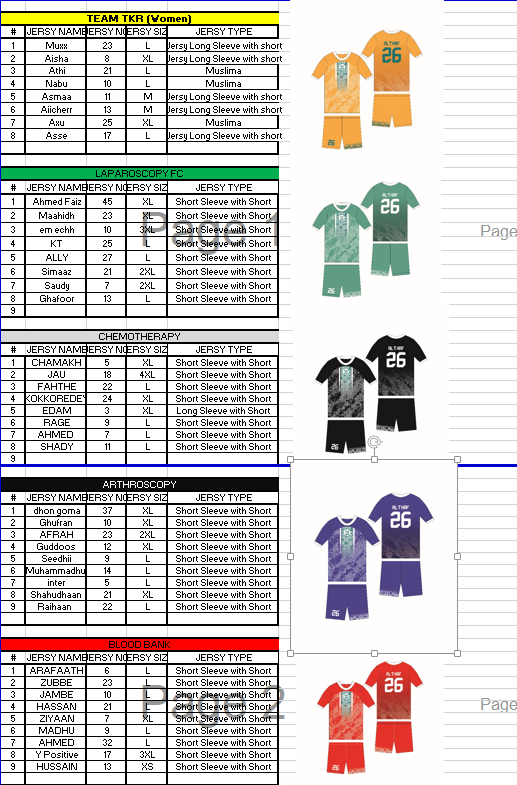 TEAM TKR (Women)
# JERSY NAME JERSY NO JERSY SIZ JERSY TYPE
1 Muxx 23 L Jersy Long Sleeve with short
2 Aisha 8 XL Jersy Long Sleeve with short
3 Athi 21 L Muslima
4 Nabu 10 L Muslima
5 Asmaa 11 M Jersy Long Sleeve with short
6 Aiicherr 13 M Jersy Long Sleeve with short
7 Axu 25 XL Muslima
8 Asse 17 L Jersy Long Sleeve with short
ALTHAF
26
26
LAPAROSCOPY FC
# JERSY NAME JERSY NO JERSY SIZ JERSY TYPE
1 Ahmed Faiz 45 XL Short Sleeve with Short
2 Maahidh 23 XL Short Sleeve with Short
3 em echh 10 3XL Short Sleeve with Short
4 KT 25 XL Short Sleeve with Short
5 ALLY 27 L Short Sleeve with Short
6 Simaaz 21 2XL Short Sleeve with Short
7 Saudy 7 2XL Short Sleeve with Short
8 Ghafoor 13 L Short Sleeve with Short
9
Page 1
Page
ALTHAF
26
26
CHEMOTHERAPY
# JERSY NAME JERSY NO JERSY SIZ JERSY TYPE
1 CHAMAKH 5 XL Short Sleeve with Short
2 JAU 18 4XL Short Sleeve with Short
3 FAHTHE 22 L Short Sleeve with Short
4 KOKKOREDEY 24 XL Short Sleeve with Short
5 EDAM 3 XL Long Sleeve with Short
6 RAGE 9 L Short Sleeve with Short
7 AHMED 7 L Short Sleeve with Short
8 SHADY 11 L Short Sleeve with Short
9
ALTHAF
26
26
ARTHROSCOPY
# JERSY NAME JERSY NO JERSY SIZ JERSY TYPE
1 dhon goma 37 XL Short Sleeve with Short
2 Ghufran 10 XL Short Sleeve with Short
3 AFRAH 23 2XL Short Sleeve with Short
4 Guddoos 12 XL Short Sleeve with Short
5 Seedhii 9 L Short Sleeve with Short
6 Muhammadhu 14 L Short Sleeve with Short
7 inter 5 L Short Sleeve with Short
8 Shahudhaan 21 XL Short Sleeve with Short
9 Raihaan 22 L Short Sleeve with Short
ALTHAF
26
26
BLOOD BANK
# JERSY NAME JERSY NO JERSY SIZ JERSY TYPE
1 ARAFAATH 6 L Short Sleeve with Short
2 ZUBBE 23 L Short Sleeve with Short
3 JAMBE 10 L Short Sleeve with Short
4 HASSAN 21 L Short Sleeve with Short
5 ZIYAAN 7 XL Short Sleeve with Short
6 MADHU 9 L Short Sleeve with Short
7 AHMED 32 L Short Sleeve with Short
8 Y Positive 17 3XL Short Sleeve with Short
9 HUSSAIN 13 XS Short Sleeve with Short
Page 2
Page
ALTHAF
26
26